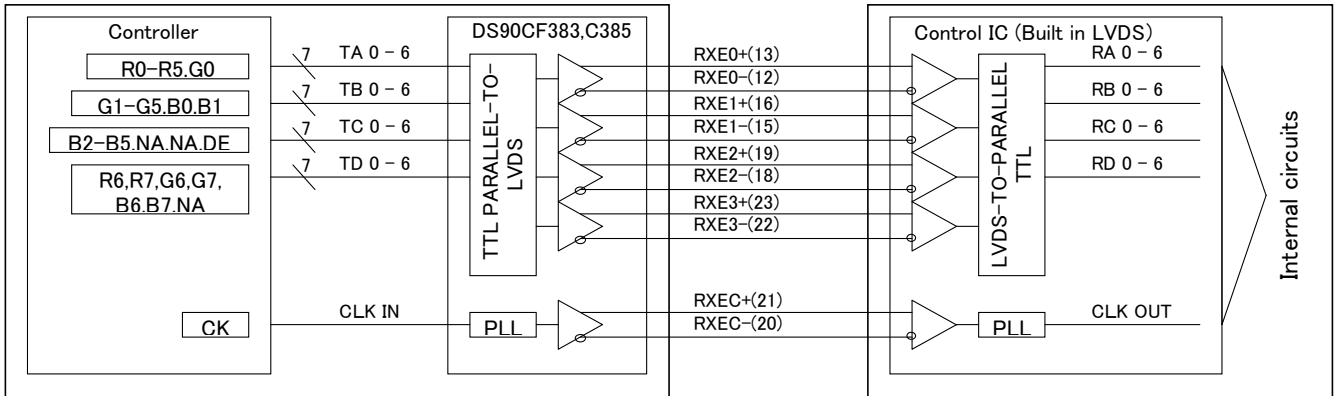 Controller
R0-R5.G0
G1-G5.B0.B1
B2-B5.NA.NA.DE
R6,R7,G6,G7,
B6.B7.NA
CK
7
TA 0 - 6
7
TB 0 - 6
7
TC 0 - 6
7
TD 0 - 6
CLK IN
DS90CF383,C385
TTL PARALLEL-TO-
LVDS
PLL
RXE0+(13)
RXE0-(12)
RXE1+(16)
RXE1-(15)
RXE2+(19)
RXE2-(18)
RXE3+(23)
RXE3-(22)
RXEC+(21)
RXEC-(20)
Control IC (Built in LVDS)
LVDS-TO-PARALLEL
TTL
PLL
RA 0 - 6
RB 0 - 6
RC 0 - 6
RD 0 - 6
CLK OUT
Internal circuits